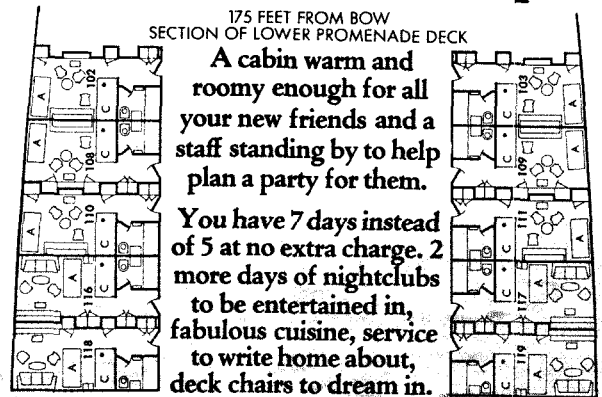 175 FEET FROM BOW
SECTION OF LOWER PROMENADE DECK
A cabin warm and
roomy enough for all
your new friends and a
staff standing by to help
plan a party for them.
You have 7 days instead
of 5 at no extra charge. 2
more days of nightclubs
to be entertained in,
fabulous cuisine, service
to write home about,
deck chairs to dream in.
102
A
C
108
A
C
110
A
C
116
A
C
118
A
C
103
A
C
109
A
C
111
A
C
117
A
C
119
A
C